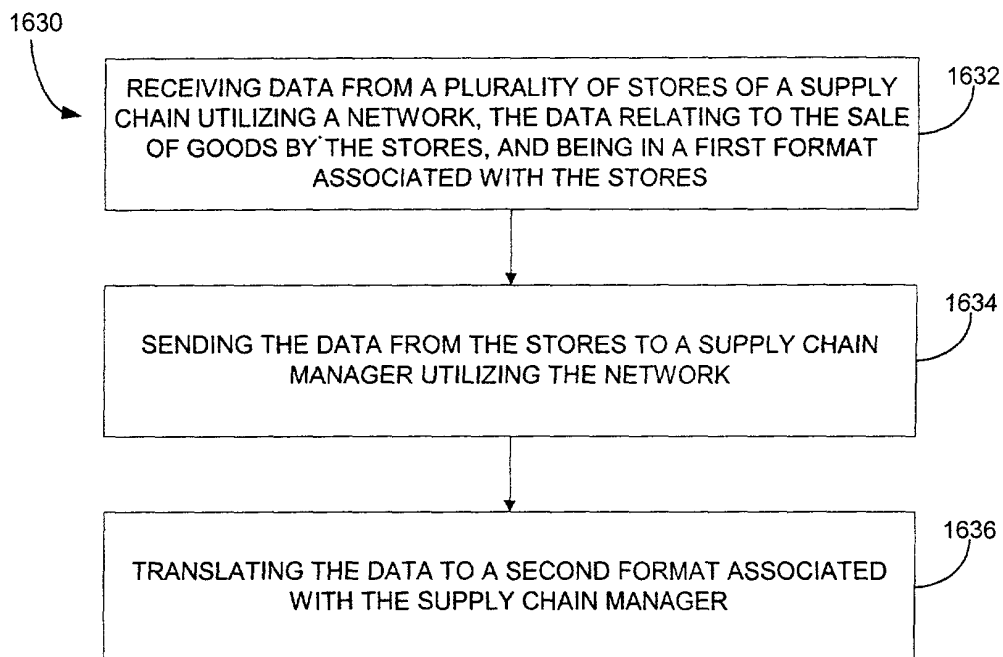 1630
RECEIVING DATA FROM A PLURALITY OF STORES OF A SUPPLY
CHAIN UTILIZING A NETWORK, THE DATA RELATING TO THE SALE
OF GOODS BY THE STORES, AND BEING IN A FIRST FORMAT
ASSOCIATED WITH THE STORES
1632
SENDING THE DATA FROM THE STORES TO A SUPPLY CHAIN
MANAGER UTILIZING THE NETWORK
1634
TRANSLATING THE DATA TO A SECOND FORMAT ASSOCIATED
WITH THE SUPPLY CHAIN MANAGER
1636